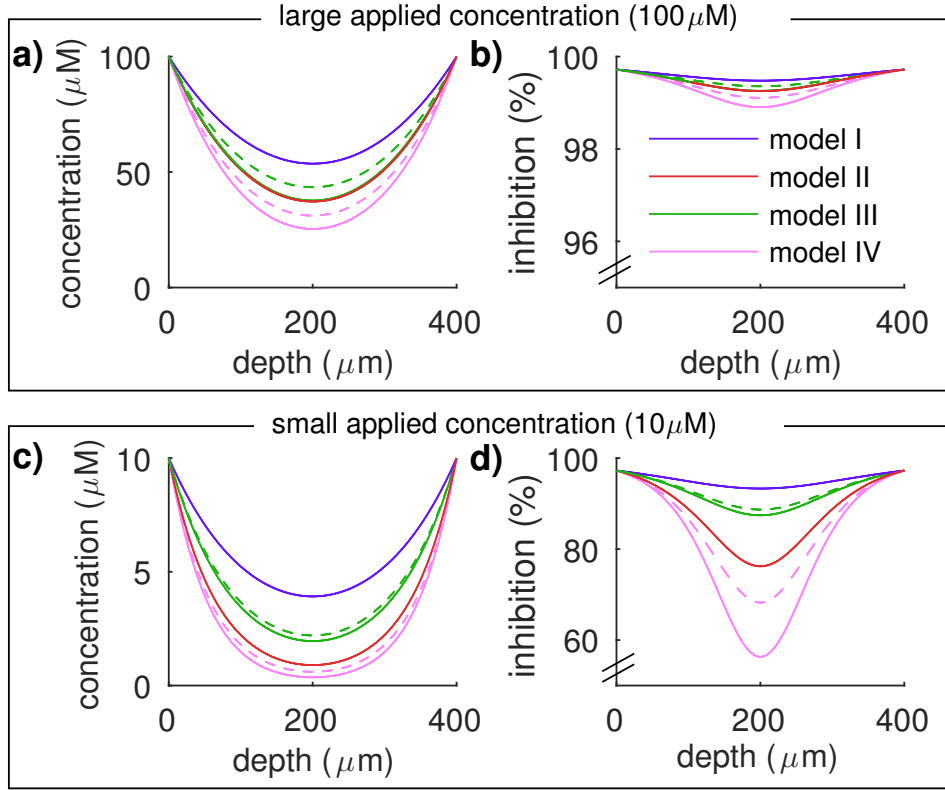 large applied concentration (100μM)
a)
concentration (μM)
100
50
0
0
200
400
depth (μm)
b)
inhibition (%)
100
98
96
0
200
400
depth (μm)
model I
model II
model III
model IV
small applied concentration (10μM)
c)
concentration (μM)
10
5
0
0
200
400
depth (μm)
d)
inhibition (%)
100
80
60
0
200
400
depth (μm)